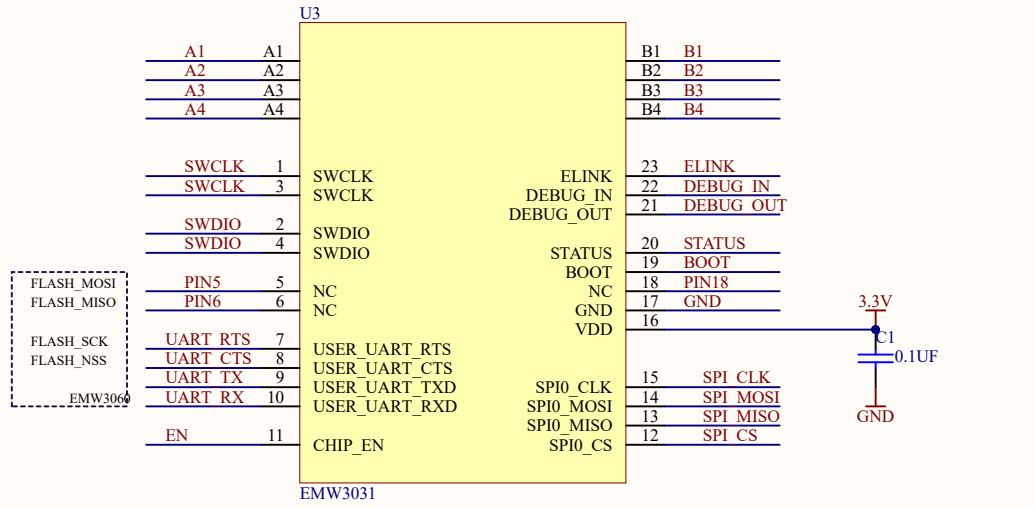 U3
A1 A1 B1 B1
A2 A2 B2 B2
A3 A3 B3 B3
A4 A4 B4 B4
SWCLK 1 SWCLK ELINK 23 ELINK
SWCLK 3 SWCLK DEBUG_IN 22 DEBUG_IN
DEBUG_OUT 21 DEBUG_OUT
SWDIO 2 SWDIO
SWDIO 4 SWDIO STATUS 20 STATUS
BOOT 19 BOOT
FLASH_MOSI PIN5 5 NC NC 18 PIN18
FLASH_MISO PIN6 6 NC GND 17 GND 3.3V
VDD 16
FLASH_SCK UART_RTS 7 USER_UART_RTS C1
FLASH_NSS UART_CTS 8 USER_UART_CTS 0.1UF
UART_TX 9 USER_UART_TXD SPI0_CLK 15 SPI_CLK
EMW3060 UART_RX 10 USER_UART_RXD SPI0_MOSI 14 SPI_MOSI
SPI0_MISO 13 SPI_MISO GND
EN 11 CHIP_EN SPI0_CS 12 SPI_CS
EMW3031